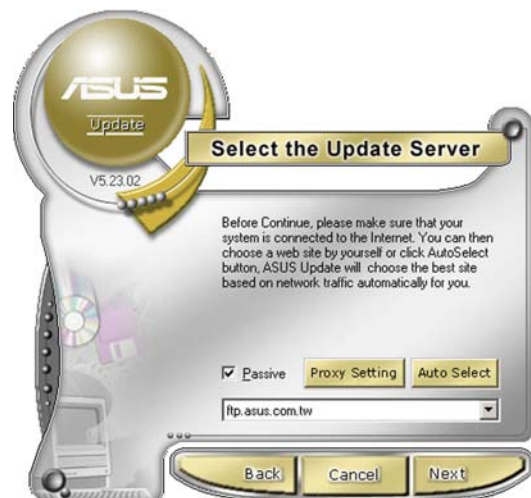 ASUS
Update
V5.23.02
Select the Update Server
Before Continue, please make sure that your
system is connected to the Internet. You can then
choose a web site by yourself or click AutoSelect
button, ASUS Update will choose the best site
based on network traffic automatically for you.
Passive Proxy Setting Auto Select
ftp.asus.com.tw
Back Cancel Next